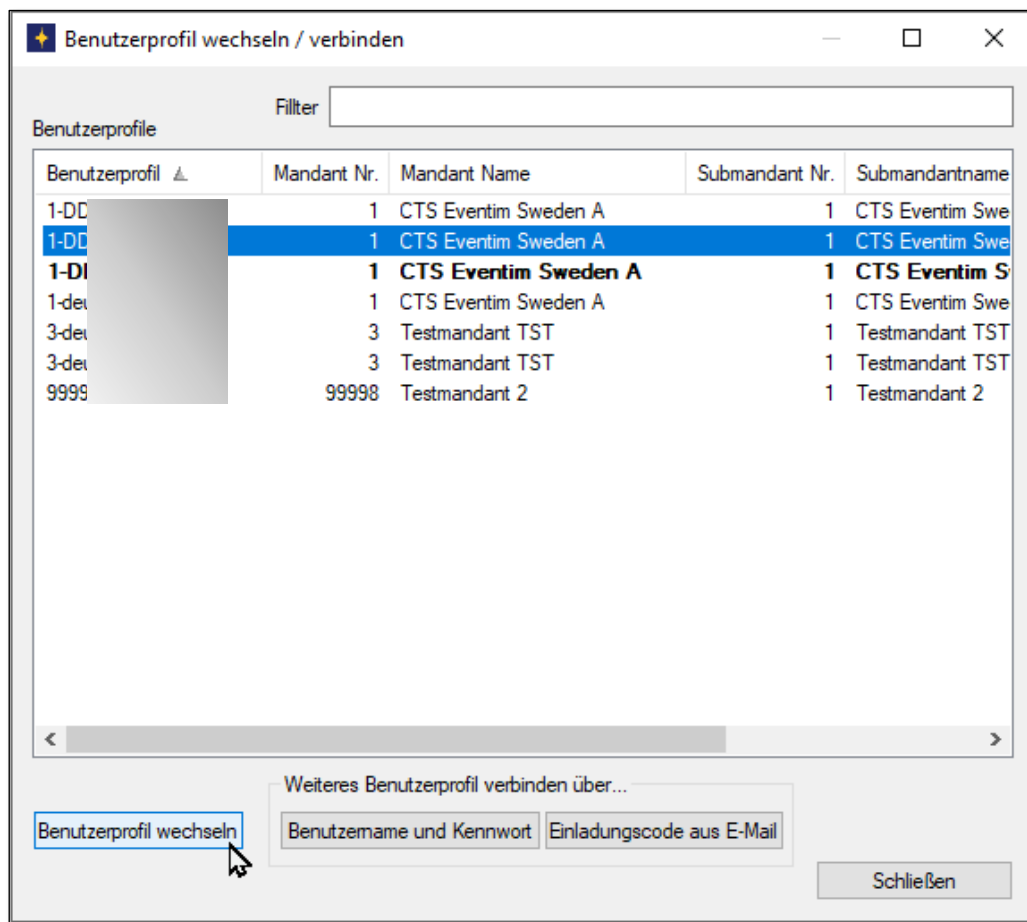 Benutzerprofil wechseln / verbinden
Fillter
Benutzerprofile
Benutzerprofil Mandant Nr. Mandant Name Submandant Nr. Submandantname
1-DD 1 CTS Eventim Sweden A 1 CTS Eventim Swe
1-DD 1 CTS Eventim Sweden A 1 CTS Eventim Swe
1-D 1 CTS Eventim Sweden A 1 CTS Eventim S
1-deu 1 CTS Eventim Sweden A 1 CTS Eventim Swe
3-deu 3 Testmandant TST 1 Testmandant TST
3-deu 3 Testmandant TST 1 Testmandant TST
9999 99998 Testmandant 2 1 Testmandant 2
Weiteres Benutzerprofil verbinden über...
Benutzerprofil wechseln Benutzername und Kennwort Einladungscode aus E-Mail
Schließen